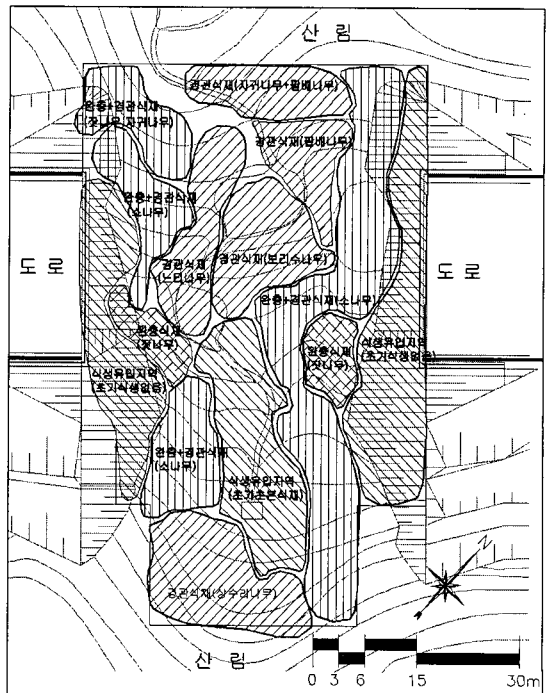 산 림
경관식재(자귀나무+팥배나무)
완충+경관식재
(잣나무,자귀나무)
경관식재(팥배나무)
완충+경관식재
(소나무)
도 로
경관식재
(느티나무)
경관식재(보리수나무)
도 로
완충+경관식재(소나무)
완충식재
(잣나무)
완충식재
(잣나무)
식생유입지역
(초기식생없음)
식생유입지역
(초기식생없음)
완충+경관식재
(소나무)
식생유입지역
(초기초본식재)
경관식재(상수리나무)
N
산 림
0 3 6 15 30m